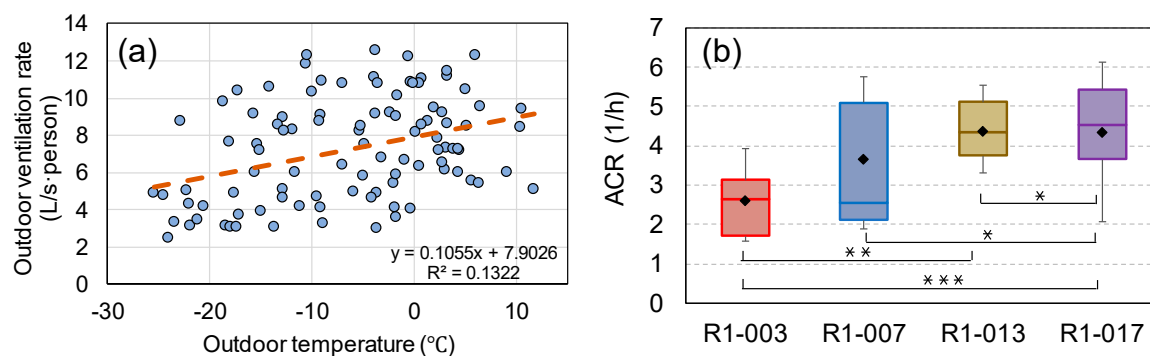 (a)
Outdoor ventilation rate
(L/s·person)
14
12
10
8
6
4
2
0
y = 0.1055x + 7.9026
R² = 0.1322
-30
-20
-10
0
10
Outdoor temperature (℃)
(b)
ACR (1/h)
7
6
5
4
3
2
1
0
*
*
**
***
R1-003
R1-007
R1-013
R1-017